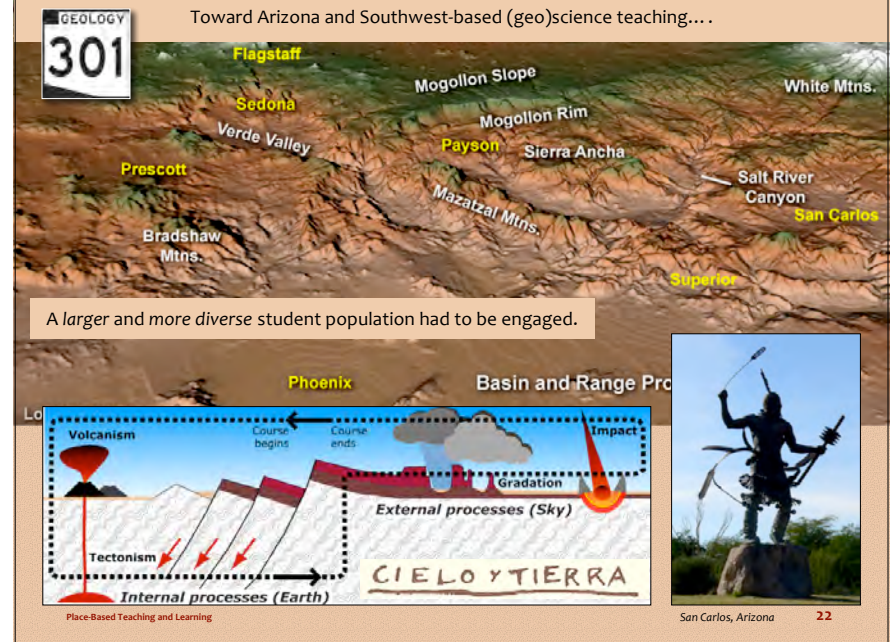 GEOLOGY
301
Toward Arizona and Southwest-based (geo)science teaching….
Flagstaff
Mogollon Slope
White Mtns.
Sedona
Mogollon Rim
Verde Valley
Payson
Sierra Ancha
Prescott
Salt River
Canyon
Mazatzal Mtns.
San Carlos
Bradshaw
Mtns.
Superior
A larger and more diverse student population had to be engaged.
Phoenix
Basin and Range Pro
Lo
Volcanism
Course
begins
Course
ends
Impact
Gradation
External processes (Sky)
Tectonism
CIELO Y TIERRA
Internal processes (Earth)
Place-Based Teaching and Learning
San Carlos, Arizona
22